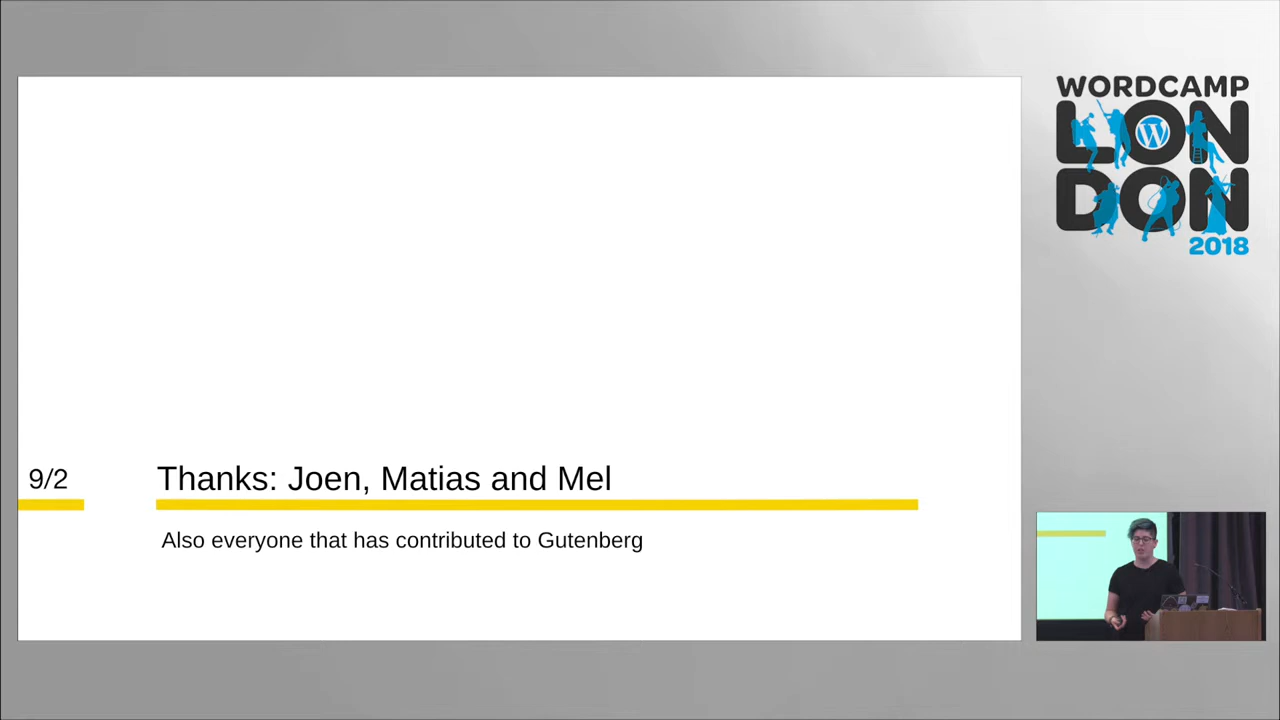 WORDCAMP
LON
DON
2018
9/2
Thanks: Joen, Matias and Mel
Also everyone that has contributed to Gutenberg